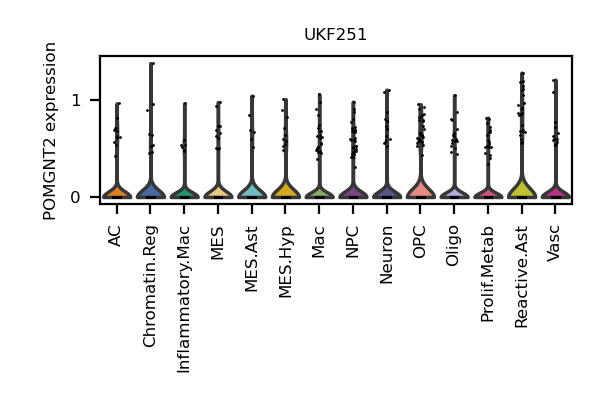 UKF251
POMGNT2 expression
1
0
AC
Chromatin.Reg
Inflammatory.Mac
MES
MES.Ast
MES.Hyp
Mac
NPC
Neuron
OPC
Oligo
Prolif.Metab
Reactive.Ast
Vasc